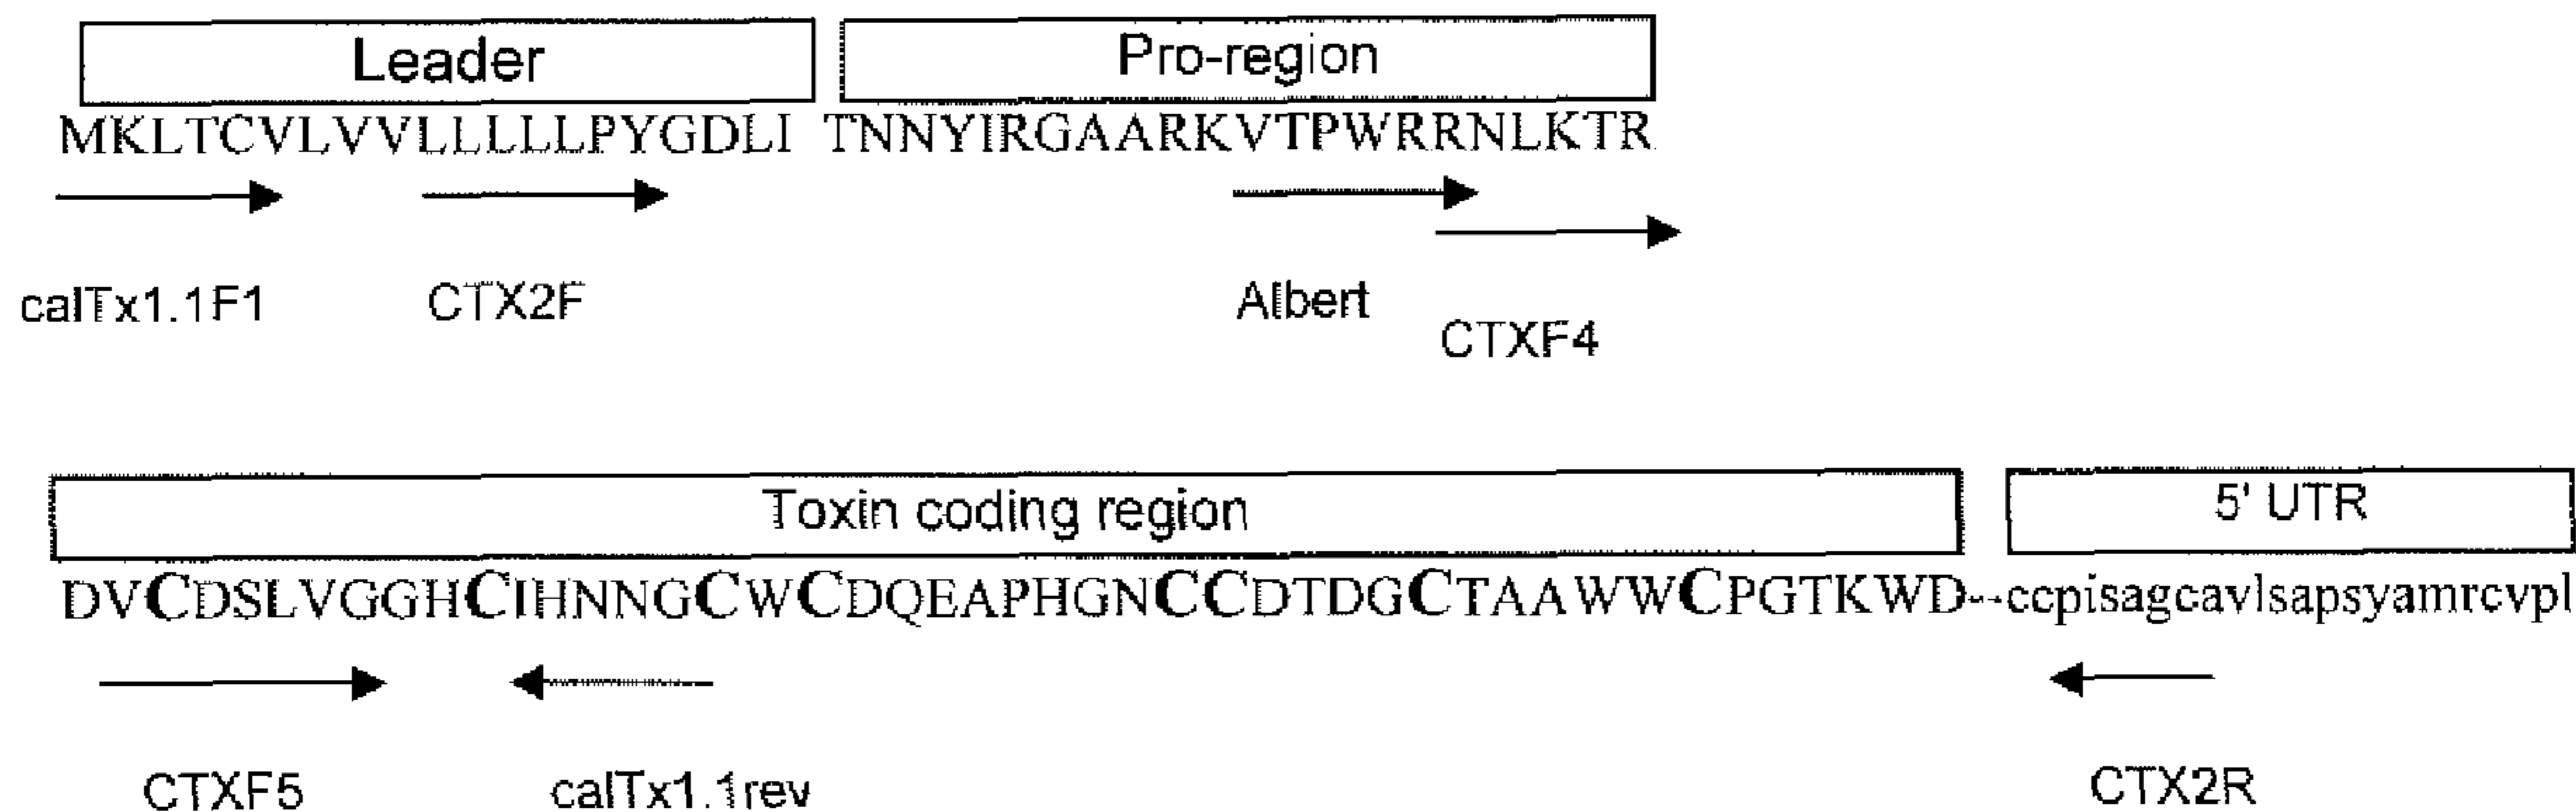 Leader Pro-region
MKLTCVLVVLLLLLPYGDLI TNNYIRGAARKVTPWRRNLKTR
calTx1.1F1 CTX2F Albert
CTXF4
Toxin coding region 5' UTR
DVCDSLVGGHCIHNNGCWCDQEAPHGNCCDTDGCTAAWWCPGTKWD--ccpisagcavlsapsyamrcvpl
CTXF5 calTx1.1rev CTX2R